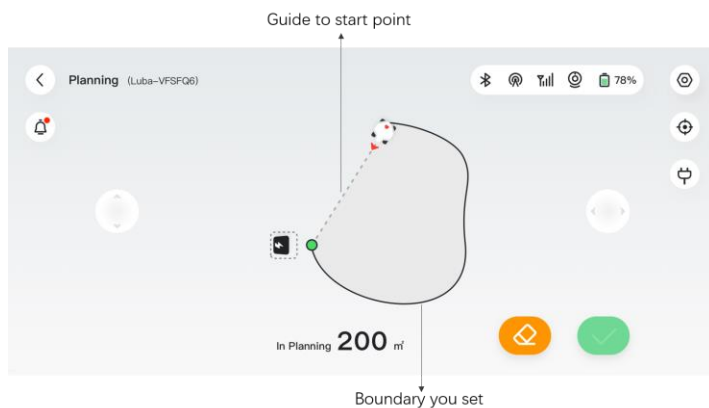 Guide to start point
Planning (Luba-VFSFQ6)
78%
In Planning 200 ㎡
Boundary you set